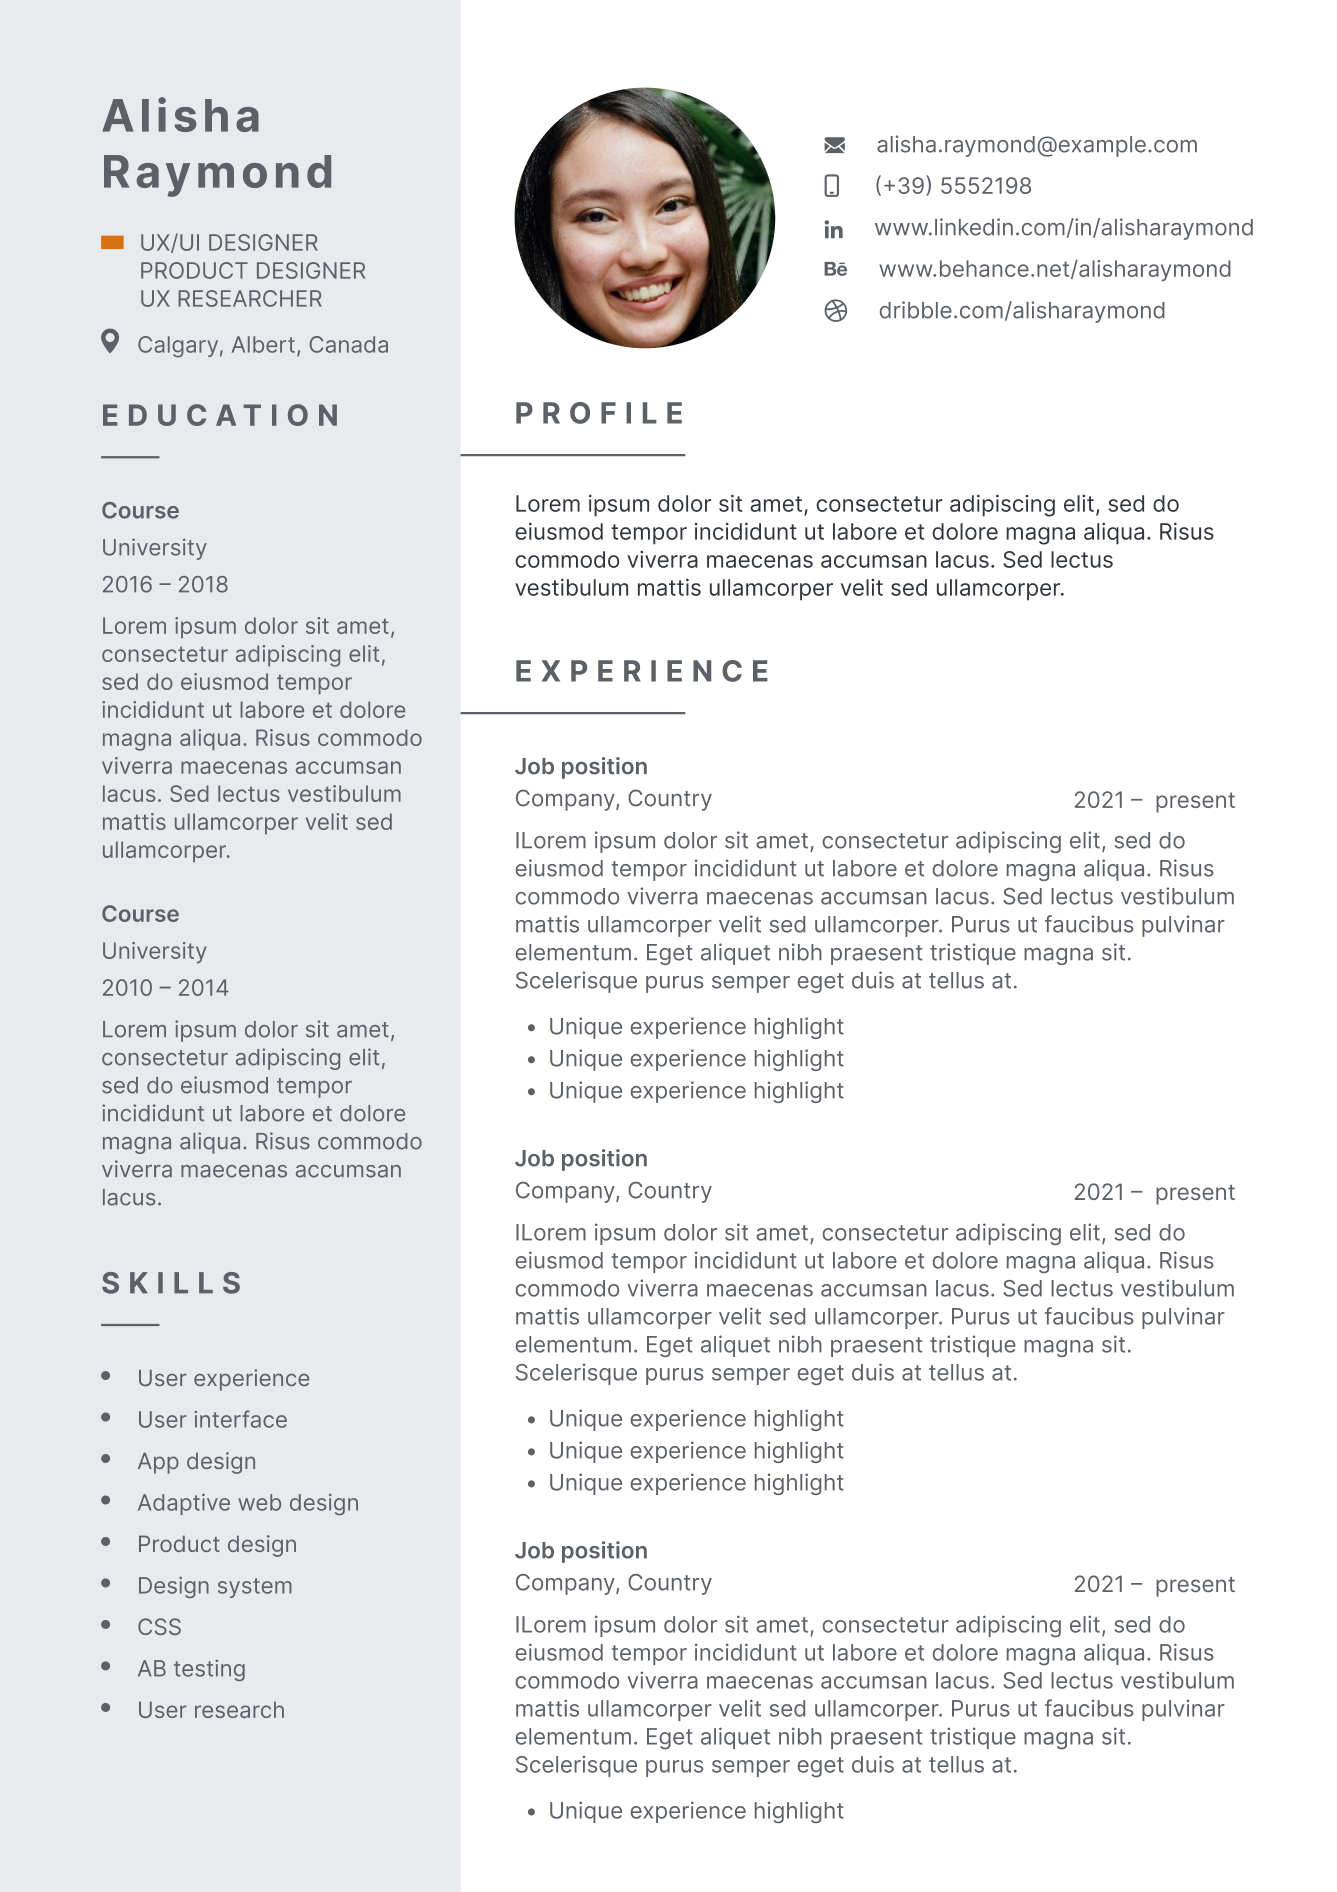 Alisha
Raymond
UX/UI DESIGNER
PRODUCT DESIGNER
UX RESEARCHER
Calgary, Albert, Canada
EDUCATION
Course
University
2016 – 2018
Lorem ipsum dolor sit amet,
consectetur adipiscing elit,
sed do eiusmod tempor
incididunt ut labore et dolore
magna aliqua. Risus commodo
viverra maecenas accumsan
lacus. Sed lectus vestibulum
mattis ullamcorper velit sed
ullamcorper.
Course
University
2010 – 2014
Lorem ipsum dolor sit amet,
consectetur adipiscing elit,
sed do eiusmod tempor
incididunt ut labore et dolore
magna aliqua. Risus commodo
viverra maecenas accumsan
lacus.
SKILLS
• User experience
• User interface
• App design
• Adaptive web design
• Product design
• Design system
• CSS
• AB testing
• User research
alisha.raymond@example.com
(+39) 5552198
in www.linkedin.com/in/alisharaymond
Bē www.behance.net/alisharaymond
dribble.com/alisharaymond
PROFILE
Lorem ipsum dolor sit amet, consectetur adipiscing elit, sed do
eiusmod tempor incididunt ut labore et dolore magna aliqua. Risus
commodo viverra maecenas accumsan lacus. Sed lectus
vestibulum mattis ullamcorper velit sed ullamcorper.
EXPERIENCE
Job position
Company, Country 2021 – present
ILorem ipsum dolor sit amet, consectetur adipiscing elit, sed do
eiusmod tempor incididunt ut labore et dolore magna aliqua. Risus
commodo viverra maecenas accumsan lacus. Sed lectus vestibulum
mattis ullamcorper velit sed ullamcorper. Purus ut faucibus pulvinar
elementum. Eget aliquet nibh praesent tristique magna sit.
Scelerisque purus semper eget duis at tellus at.
• Unique experience highlight
• Unique experience highlight
• Unique experience highlight
Job position
Company, Country 2021 – present
ILorem ipsum dolor sit amet, consectetur adipiscing elit, sed do
eiusmod tempor incididunt ut labore et dolore magna aliqua. Risus
commodo viverra maecenas accumsan lacus. Sed lectus vestibulum
mattis ullamcorper velit sed ullamcorper. Purus ut faucibus pulvinar
elementum. Eget aliquet nibh praesent tristique magna sit.
Scelerisque purus semper eget duis at tellus at.
• Unique experience highlight
• Unique experience highlight
• Unique experience highlight
Job position
Company, Country 2021 – present
ILorem ipsum dolor sit amet, consectetur adipiscing elit, sed do
eiusmod tempor incididunt ut labore et dolore magna aliqua. Risus
commodo viverra maecenas accumsan lacus. Sed lectus vestibulum
mattis ullamcorper velit sed ullamcorper. Purus ut faucibus pulvinar
elementum. Eget aliquet nibh praesent tristique magna sit.
Scelerisque purus semper eget duis at tellus at.
• Unique experience highlight